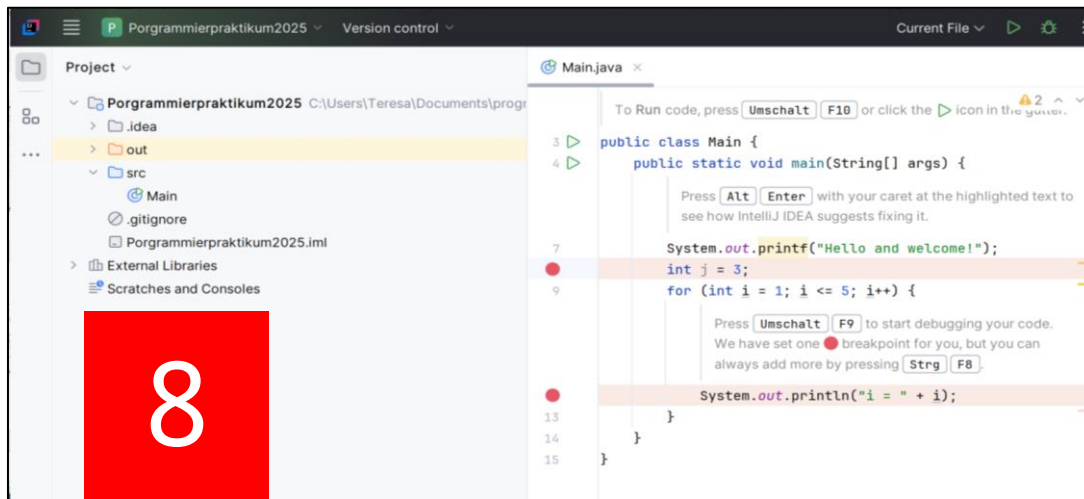 P Porgrammierpraktikum2025 Version control Current File
Project
Main.java
Porgrammierpraktikum2025 C:\Users\Teresa\Documents\progr
.idea
out
src
Main
.gitignore
Porgrammierpraktikum2025.iml
External Libraries
Scratches and Consoles
8
To Run code, press Umschalt F10 or click the icon in the gutter.
2
3 public class Main {
4 public static void main(String[] args) {
Press Alt Enter with your caret at the highlighted text to
see how IntelliJ IDEA suggests fixing it.
7 System.out.printf("Hello and welcome!");
int j = 3;
9 for (int i = 1; i <= 5; i++) {
Press Umschalt F9 to start debugging your code.
We have set one breakpoint for you, but you can
always add more by pressing Strg F8.
System.out.println("i = " + i);
13 }
14 }
15 }